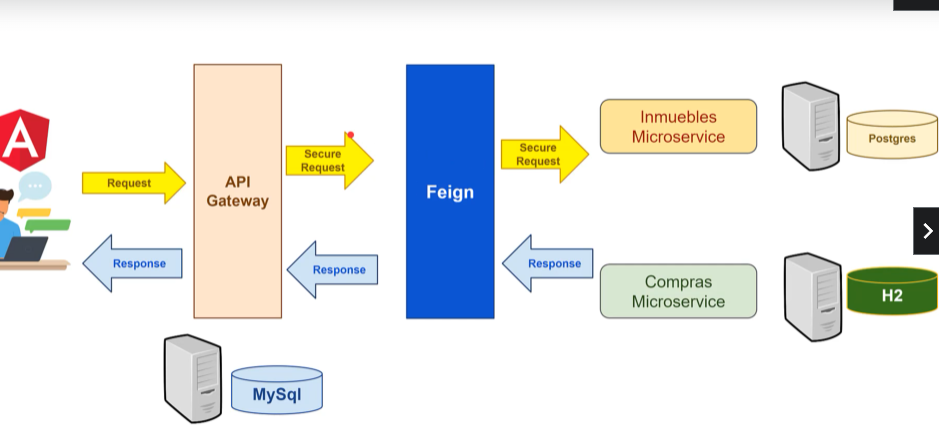 A
Request
API
Gateway
Secure
Request
Feign
Secure
Request
Inmuebles
Microservice
Postgres
Response
Response
Response
Compras
Microservice
H2
MySql